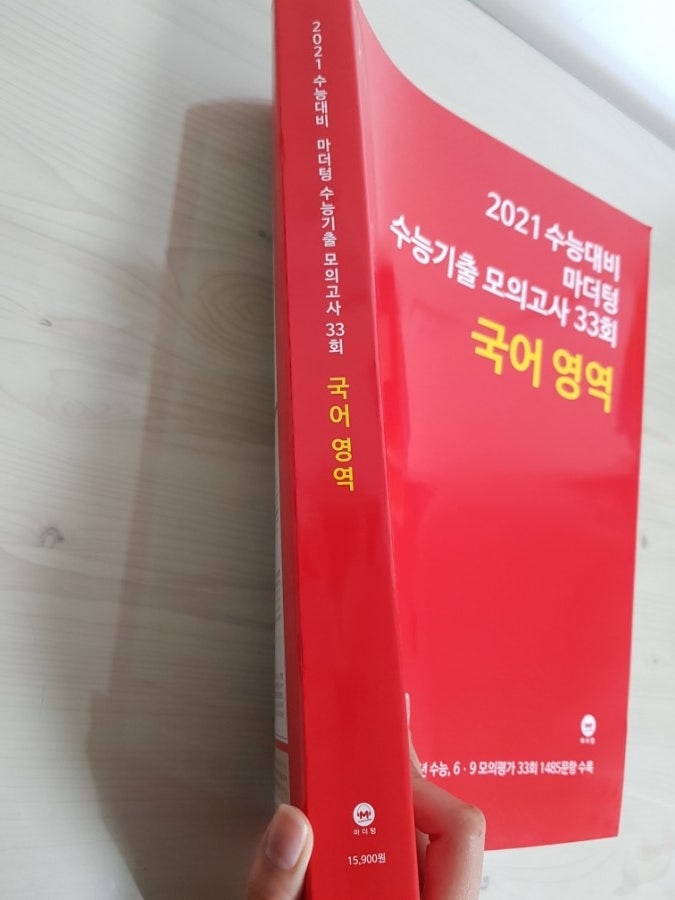 2021 수능대비 마더텅 수능기출 모의고사 33회 국어 영역
마더텅
15,900원
2021 수능대비
마더텅
수능기출 모의고사 33회
국어 영역
마더텅
수능, 6·9 모의평가 33회 1485문항 수록